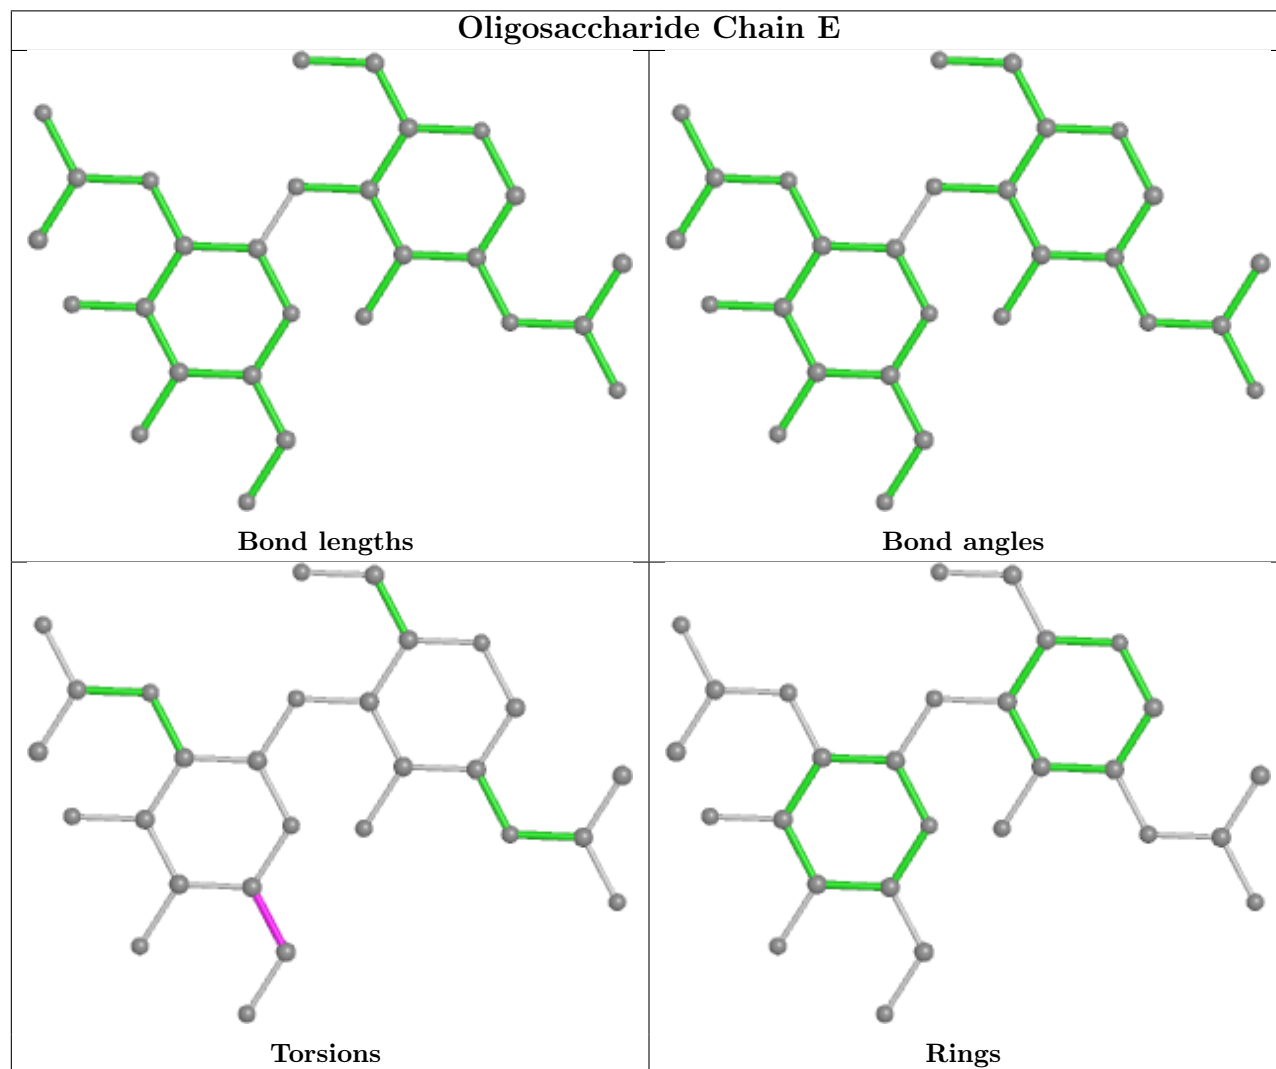 Oligosaccharide Chain E
Bond lengths
Bond angles
Torsions
Rings